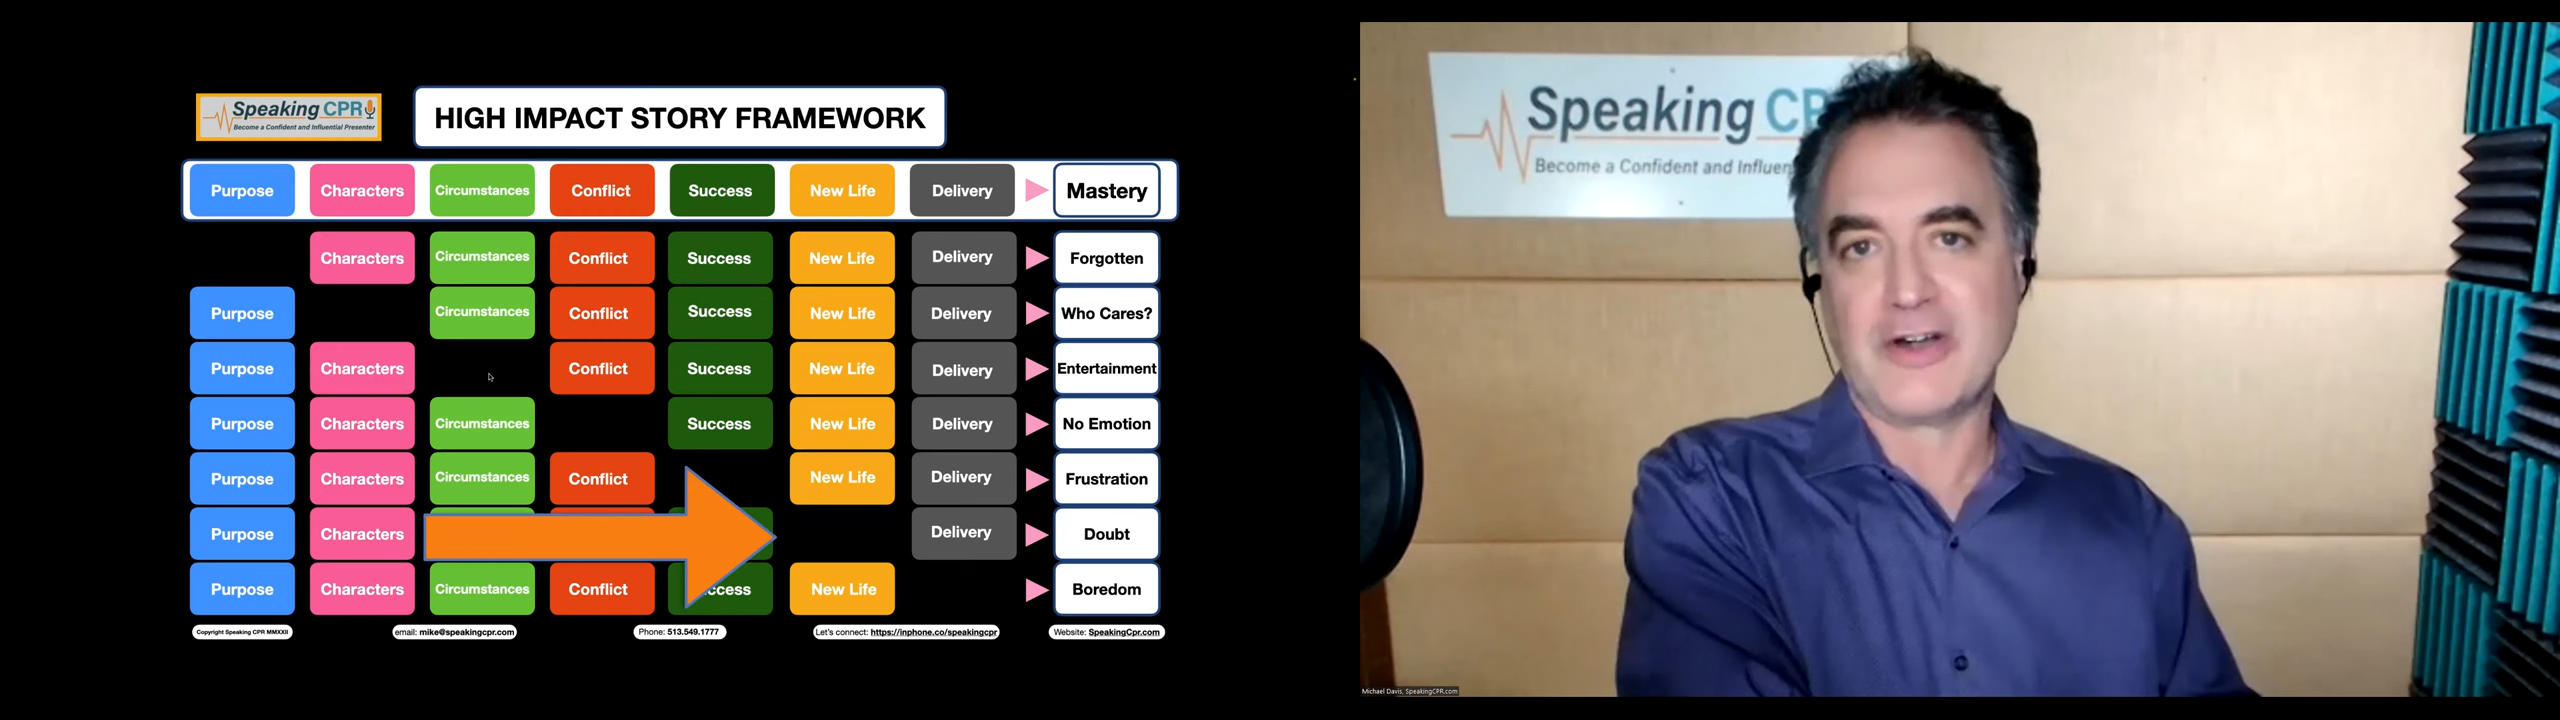 Speaking CPR
Become a Confident and Influential Presenter
HIGH IMPACT STORY FRAMEWORK
Purpose Characters Circumstances Conflict Success New Life Delivery Mastery
Characters Circumstances Conflict Success New Life Delivery Forgotten
Purpose Circumstances Conflict Success New Life Delivery Who Cares?
Purpose Characters Conflict Success New Life Delivery Entertainment
Purpose Characters Circumstances Success New Life Delivery No Emotion
Purpose Characters Circumstances Conflict New Life Delivery Frustration
Purpose Characters Delivery Doubt
Purpose Characters Circumstances Conflict ccess New Life Boredom
Copyright Speaking CPR MMXXII email: mike@speakingcpr.com Phone: 513.549.1777 Let's connect: https://inphone.co/speakingcpr Website: SpeakingCpr.com
Speaking CP
Become a Confident and Influen
Michael Davis, SpeakingCPR.com